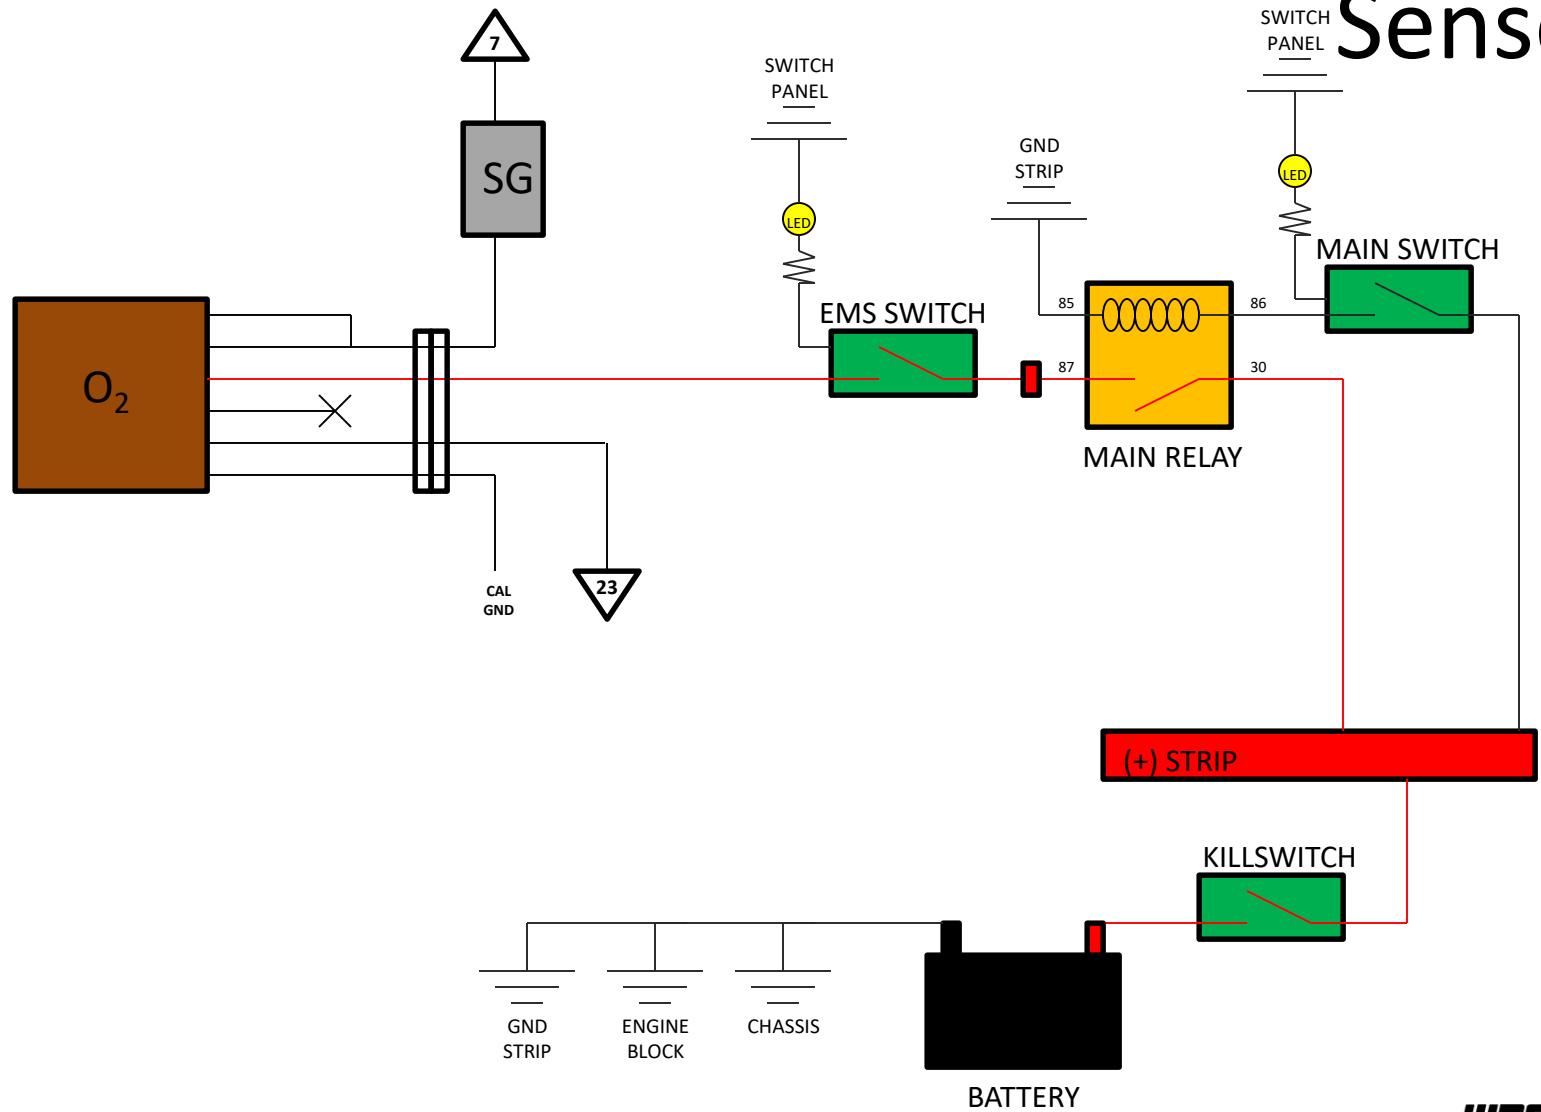 7
SWITCH
PANEL
SWITCH
PANEL
GND
STRIP
SG
LED
LED
MAIN SWITCH
EMS SWITCH
85
86
87
30
O₂
MAIN RELAY
CAL
GND
23
(+) STRIP
KILLSWITCH
GND
STRIP
ENGINE
BLOCK
CHASSIS
BATTERY